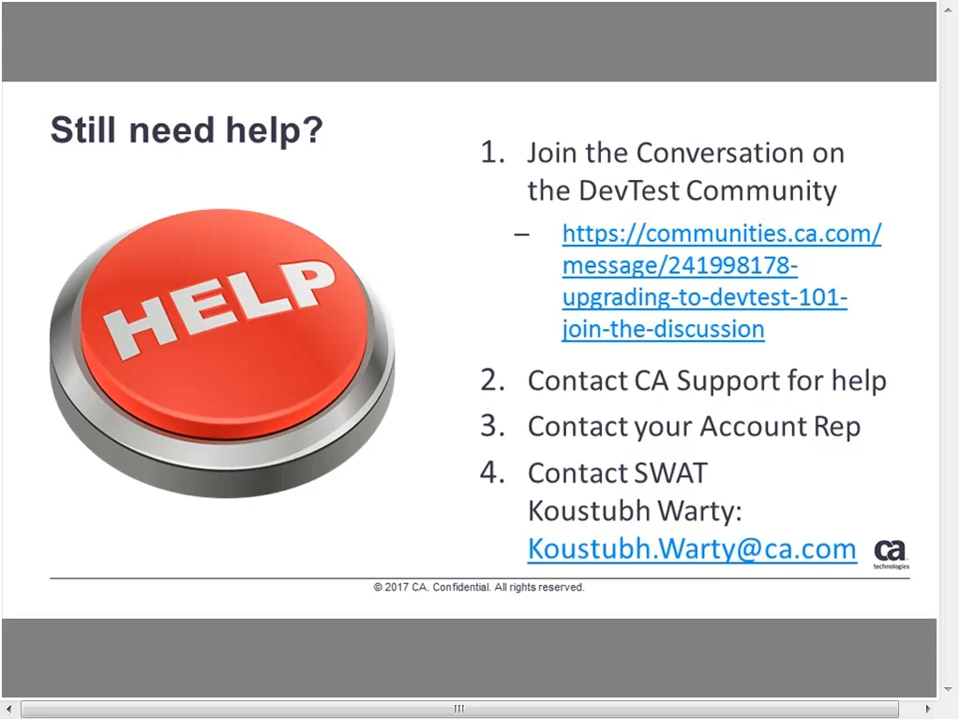 Still need help?
HELP
1. Join the Conversation on
the DevTest Community
– https://communities.ca.com/
message/241998178-
upgrading-to-devtest-101-
join-the-discussion
2. Contact CA Support for help
3. Contact your Account Rep
4. Contact SWAT
Koustubh Warty:
Koustubh.Warty@ca.com
ca
technologies
© 2017 CA. Confidential. All rights reserved.